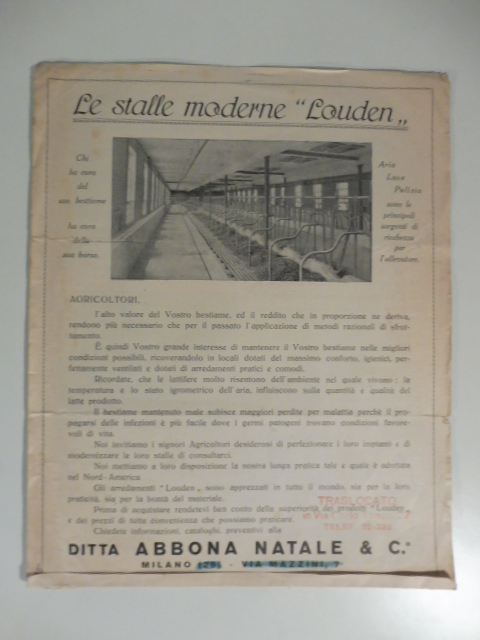 Le stalle moderne "Louden„
Chi
ha cura
del
suo bestiame
ha cura
della
sua borsa.
Aria
Luce
Pulizia
sono le
principali
sorgenti di
ricchezza
per
l'allevatore.
AGRICOLTORI,
l'alto valore del Vostro bestiame, ed il reddito che in proporzione ne deriva,
rendono più necessario che per il passato l'applicazione di metodi razionali di sfrut-
tamento.
È quindi Vostro grande interesse di mantenere il Vostro bestiame nelle migliori
condizioni possibili, ricoverandolo in locali dotati del massimo conforto, igienici, per-
fettamente ventilati e dotati di arredamenti pratici e comodi.
Ricordate, che le lattifere molto risentono dell'ambiente nel quale vivono; la
temperatura e lo stato igrometrico dell'aria, influiscono sulla quantità e qualità del
latte prodotto.
Il bestiame mantenuto male subisce maggiori perdite per malattia perchè il pro-
pagarsi delle infezioni è più facile dove i germi patogeni trovano condizioni favore-
voli di vita.
Noi invitiamo i signori Agricoltori desiderosi di perfezionare i loro impianti e di
modernizzare la loro stalle di consultarci.
Noi mettiamo a loro disposizione la nostra lunga pratica tale e quale è adottata
nel Nord-America
Gli arredamenti "Louden„ sono apprezzati in tutto il mondo, sia per la loro
praticità, sia per la bontà del materiale.
Prima di acquistare rendetevi ben conto della superiorità dei prodotti "Louden„
e dei prezzi di tutta convenienza che possiamo praticare.
Chiedete informazioni, cataloghi, preventivi alla
TRASLOCATO
in Via
TELEF.
DITTA ABBONA NATALE & C.°
MILANO (29) - VIA MAZZINI, 7